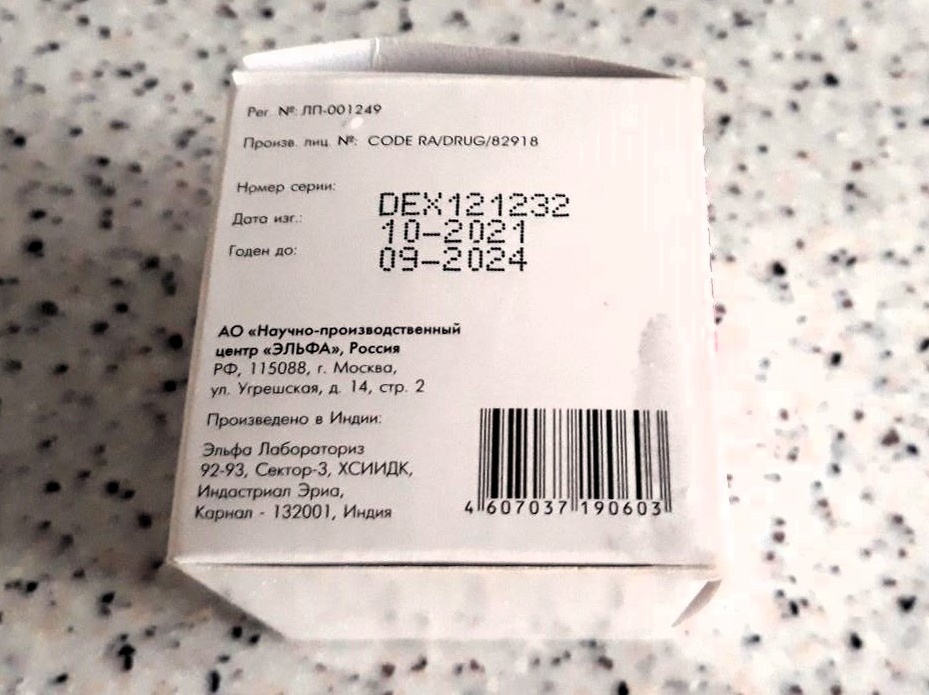 Рег. №: ЛП-001249
Произв. лиц. №: CODE RA/DRUG/82918
Номер серии: DEX121232
Дата изг.: 10-2021
Годен до: 09-2024
АО «Научно-производственный
центр «ЭЛЬФА», Россия
РФ, 115088, г. Москва,
ул. Угрешская, д. 14, стр. 2
Произведено в Индии:
Эльфа Лабораториз
92-93, Сектор-3, ХСИИДК,
Индастриал Эриа,
Карнал - 132001, Индия
4 607037 190603